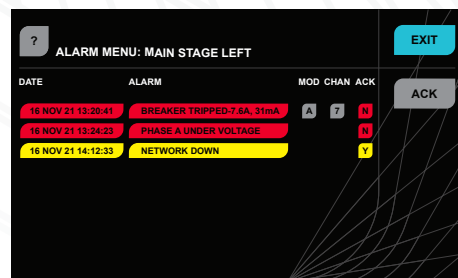 ?
ALARM MENU: MAIN STAGE LEFT
EXIT
ACK
DATE ALARM MOD CHAN ACK
16 NOV 21 13:20:41 BREAKER TRIPPED-7.6A, 31mA A 7 N
16 NOV 21 13:24:23 PHASE A UNDER VOLTAGE N
16 NOV 21 14:12:33 NETWORK DOWN Y